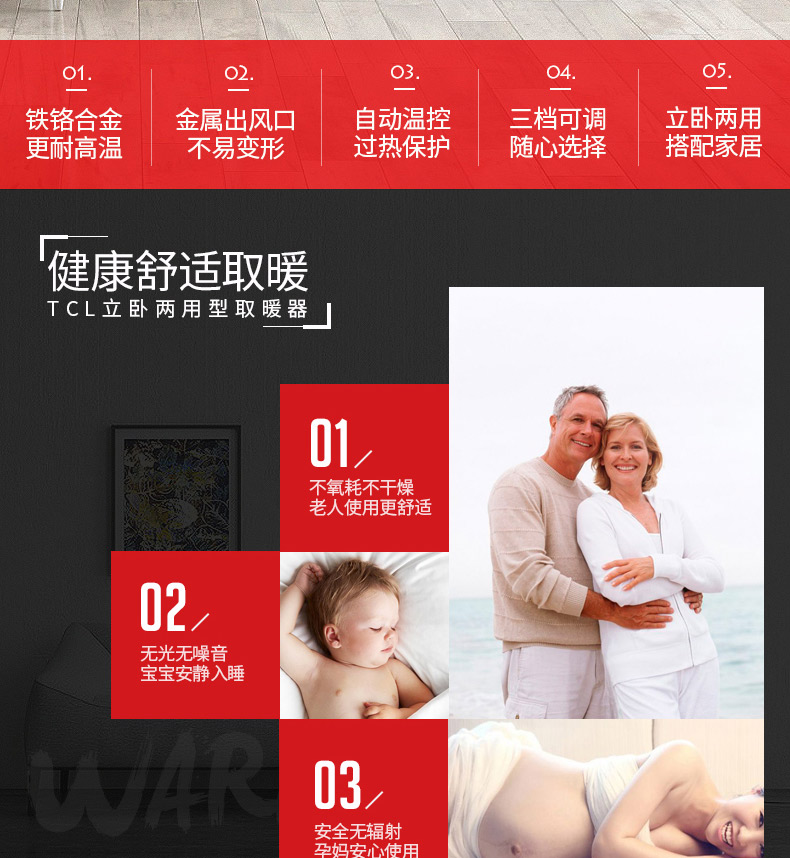 01.
铁铬合金
更耐高温
02.
金属出风口
不易变形
03.
自动温控
过热保护
04.
三档可调
随心选择
05.
立卧两用
搭配家居
健康舒适取暖
TCL立卧两用型取暖器
01/
不氧耗不干燥
老人使用更舒适
02/
无光无噪音
宝宝安静入睡
WAR
03/
安全无辐射
孕妈安心使用